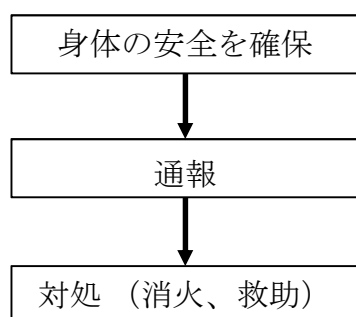 身体の安全を確保
通報
対処 （消火、救助）